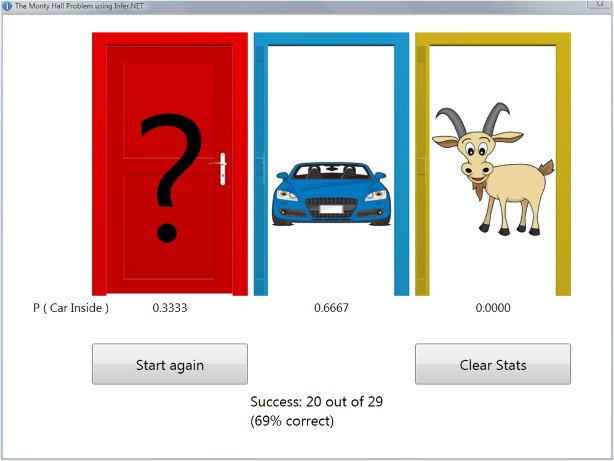 The Monty Hall Problem using Infer.NET
?
P ( Car Inside ) 0.3333 0.6667 0.0000
Start again Clear Stats
Success: 20 out of 29
(69% correct)